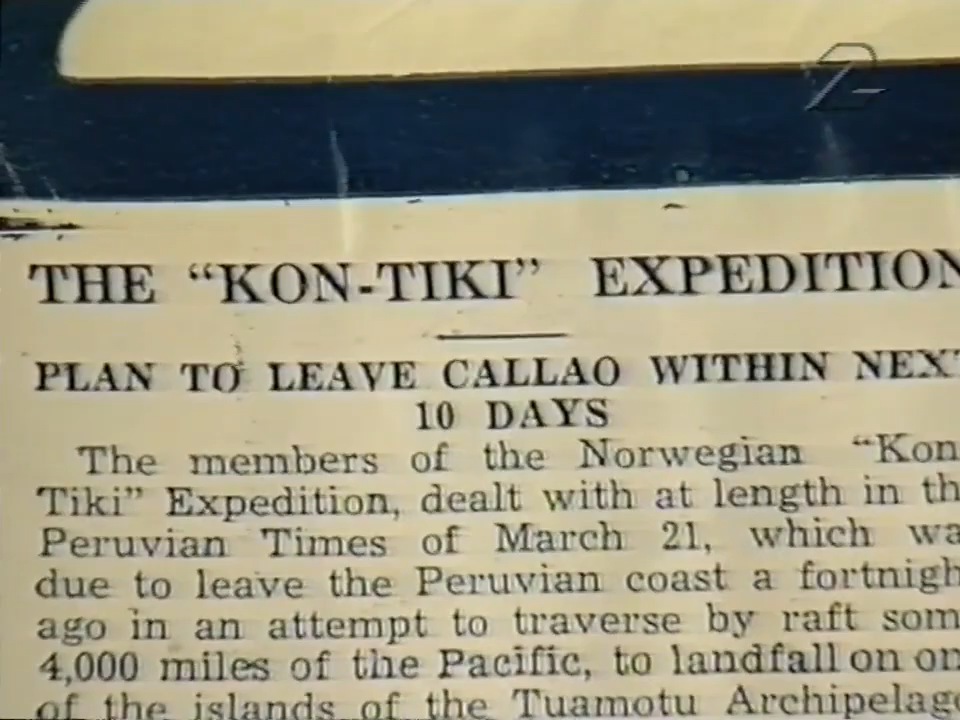 2
THE “KON-TIKI” EXPEDITION
PLAN TO LEAVE CALLAO WITHIN NEXT
10 DAYS
The members of the Norwegian “Kon-
Tiki” Expedition, dealt with at length in th
Peruvian Times of March 21, which wa
due to leave the Peruvian coast a fortnigh
ago in an attempt to traverse by raft som
4,000 miles of the Pacific, to landfall on on
of the islands of the Tuamotu Archipelag